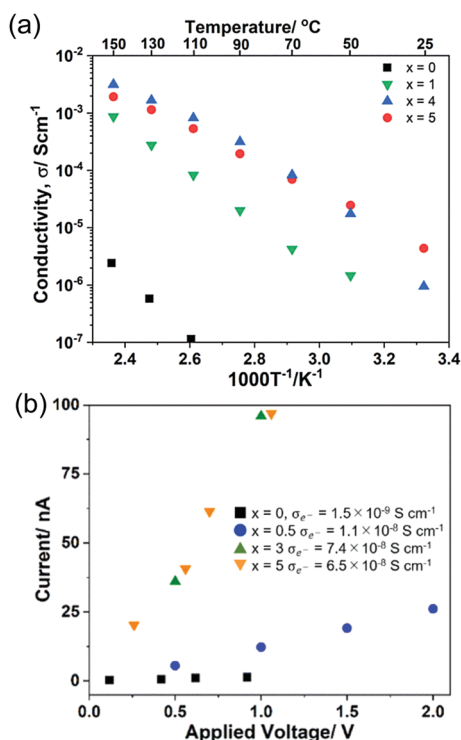 (a)
Temperature/ °C
150 130 110 90 70 50 25
Conductivity, σ/ Scm⁻¹
10⁻²
10⁻³
10⁻⁴
10⁻⁵
10⁻⁶
10⁻⁷
x = 0
x = 1
x = 4
x = 5
2.4 2.6 2.8 2.9 3.0 3.1 3.3
1000T⁻¹/K⁻¹
(b)
Current/ nA
100
75
50
25
0
x = 0, σₑ₋ = 1.5×10⁻⁹ S cm⁻¹
x = 0.5 σₑ₋ = 1.1×10⁻⁸ S cm⁻¹
x = 3 σₑ₋ = 7.4×10⁻⁸ S cm⁻¹
x = 5 σₑ₋ = 6.5×10⁻⁸ S cm⁻¹
0.0 0.5 1.0 1.5 2.0
Applied Voltage/ V